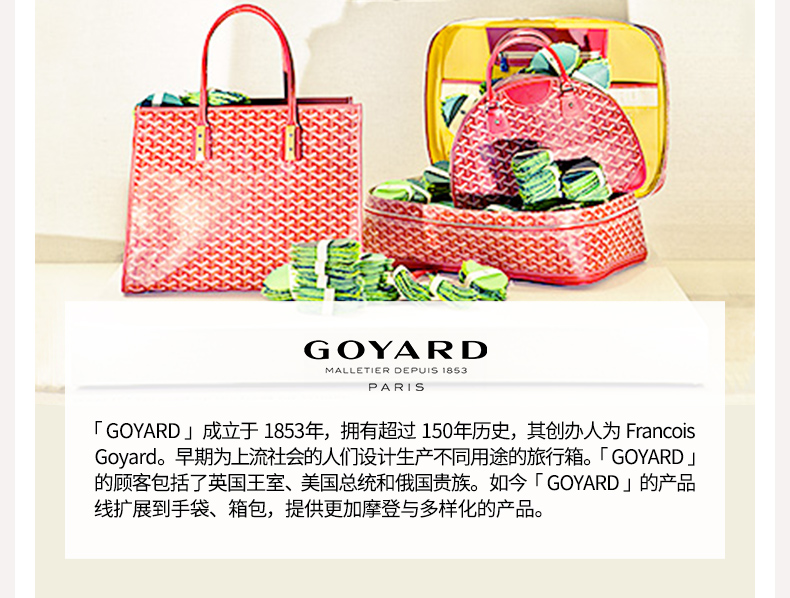 GOYARD
MALLETIER DEPUIS 1853
PARIS
「GOYARD」成立于 1853年，拥有超过 150年历史，其创办人为 Francois
Goyard。早期为上流社会的人们设计生产不同用途的旅行箱。「GOYARD」
的顾客包括了英国王室、美国总统和俄国贵族。如今「GOYARD」的产品
线扩展到手袋、箱包，提供更加摩登与多样化的产品。